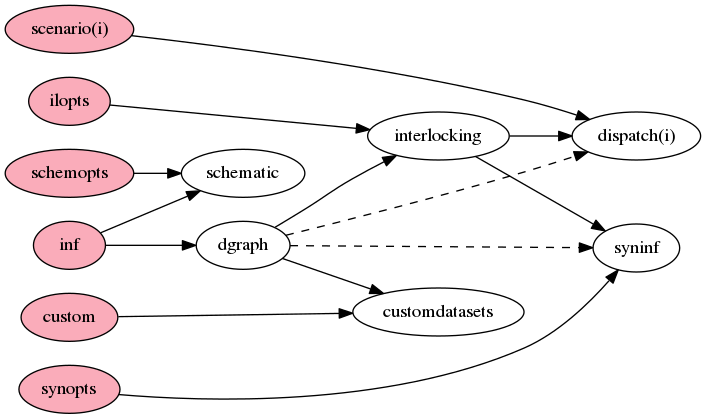 scenario(i)
ilopts
interlocking
dispatch(i)
schemopts
schematic
inf
dgraph
syninf
custom
customdatasets
synopts